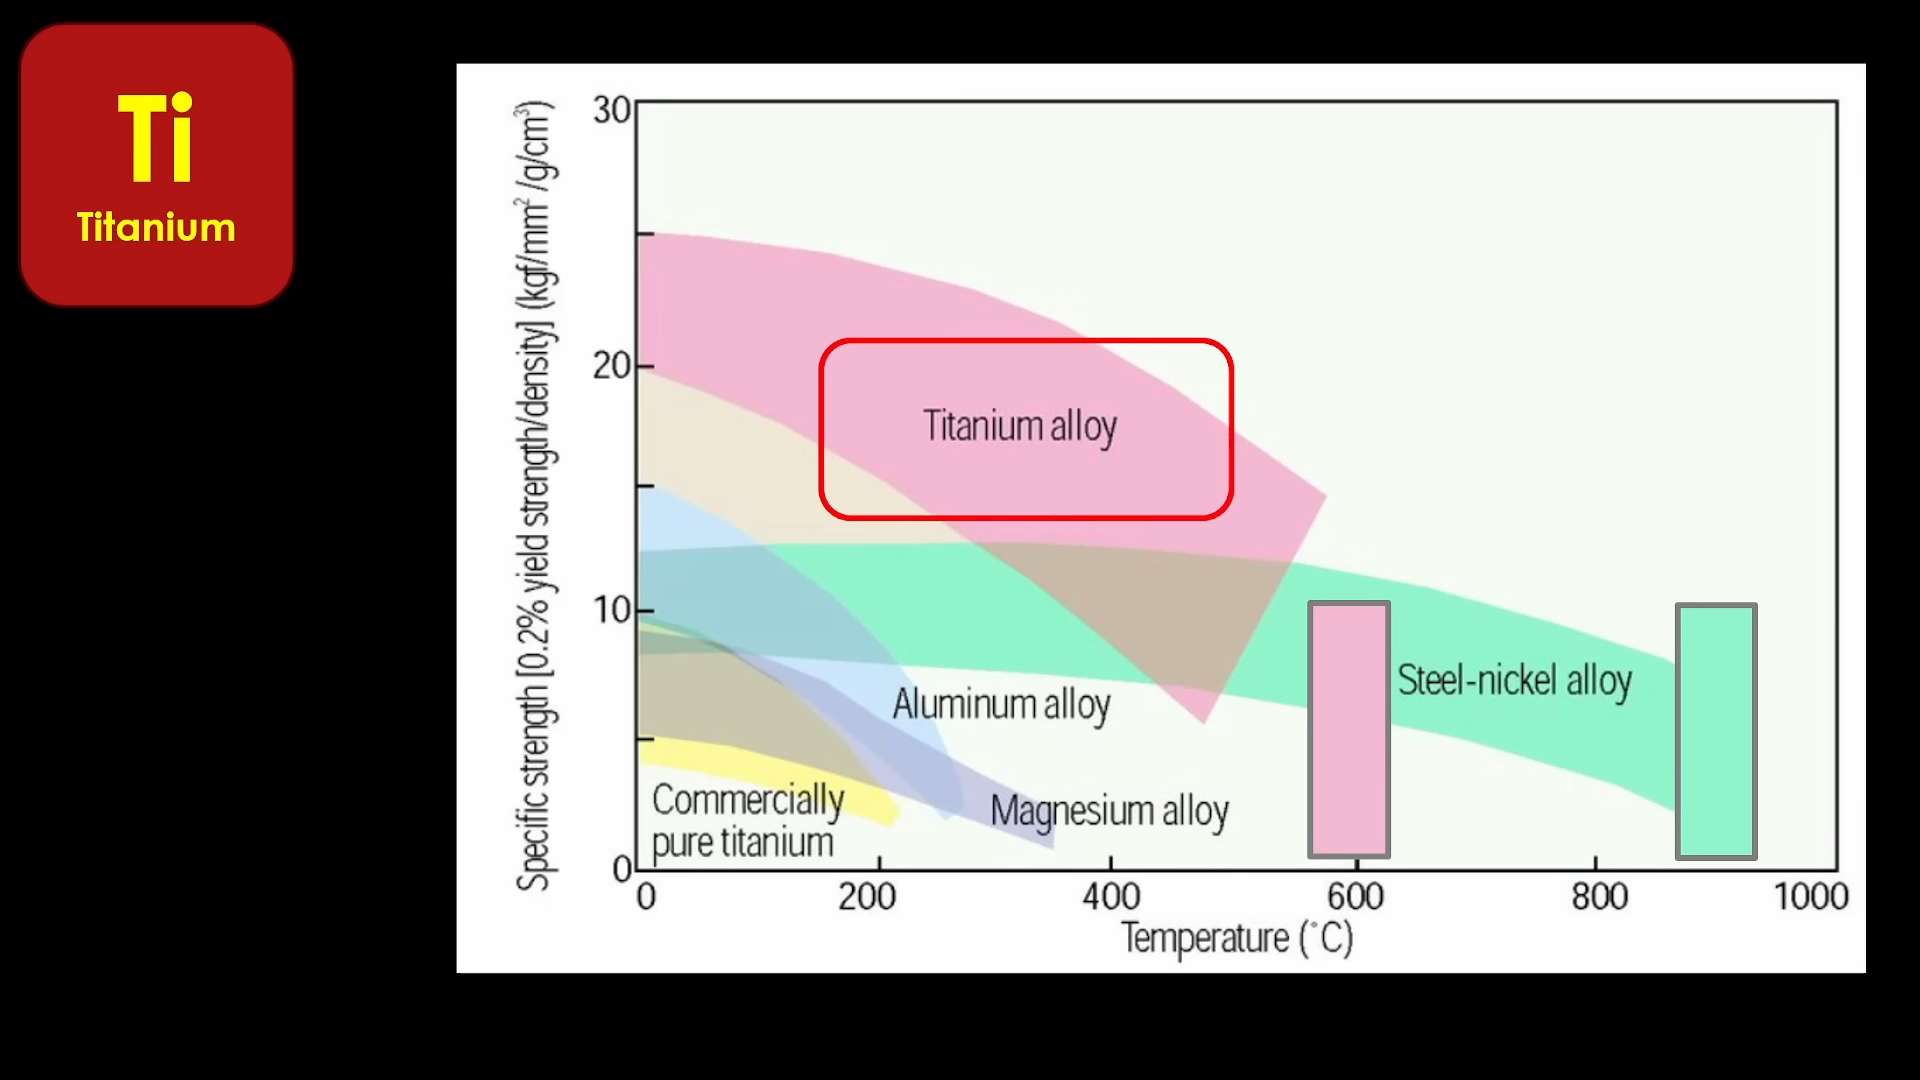 Ti
Titanium
Specific strength [0.2% yield strength/density] (kgf/mm²/g/cm³)
30
20
10
0
Titanium alloy
Steel-nickel alloy
Aluminum alloy
Magnesium alloy
Commercially
pure titanium
0 200 400 600 800 1000
Temperature (˚C)